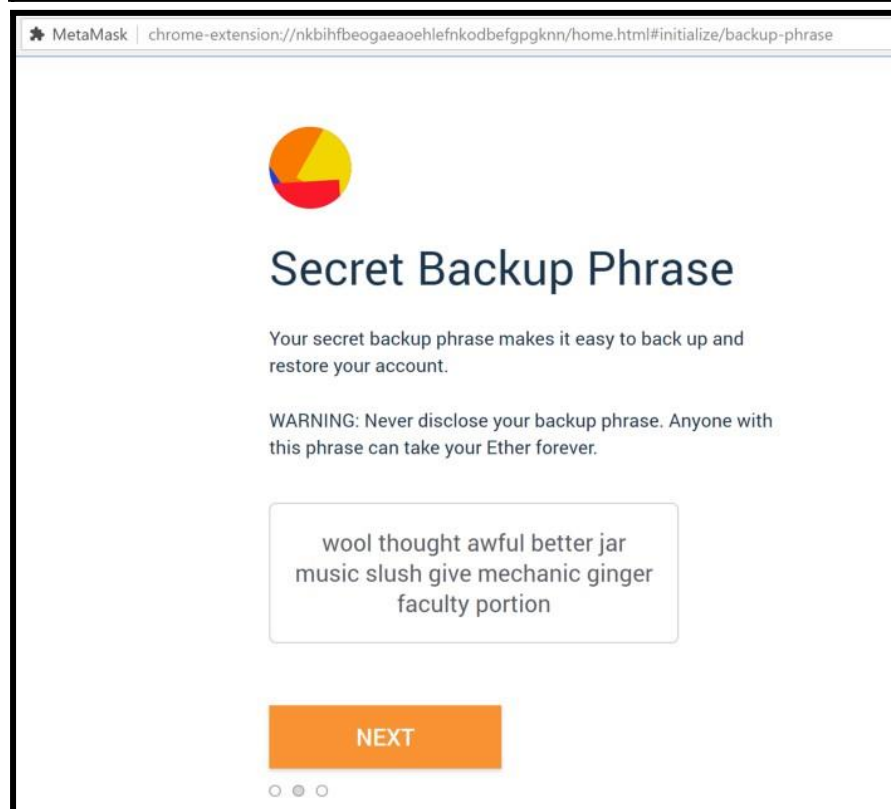 MetaMask | chrome-extension://nkbihfbeogaeaoehlefnkodbefgpgknn/home.html#initialize/backup-phrase
Secret Backup Phrase
Your secret backup phrase makes it easy to back up and
restore your account.
WARNING: Never disclose your backup phrase. Anyone with
this phrase can take your Ether forever.
wool thought awful better jar
music slush give mechanic ginger
faculty portion
NEXT